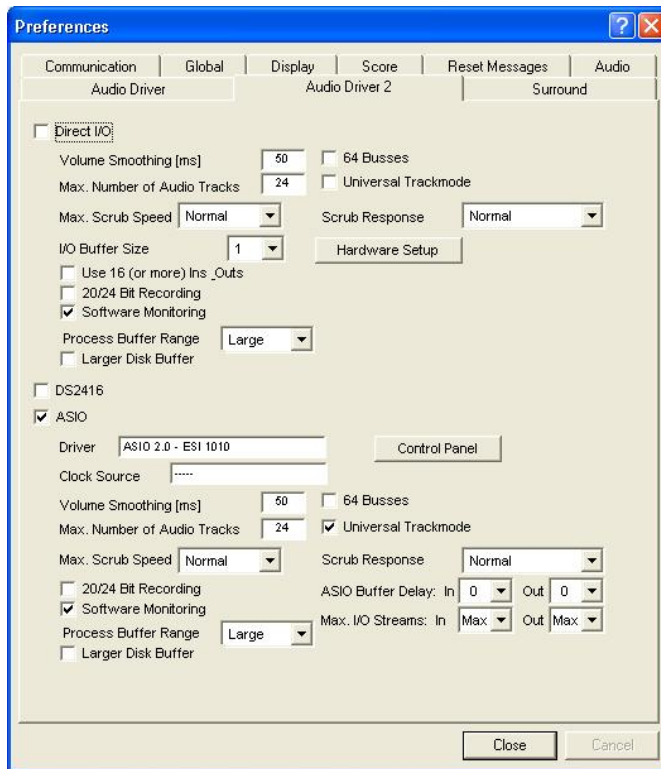 Preferences
Communication Global Display Score Reset Messages Audio
Audio Driver Audio Driver 2 Surround
Direct I/O
Volume Smoothing [ms] 50 64 Busses
Max. Number of Audio Tracks 24 Universal Trackmode
Max. Scrub Speed Normal Scrub Response Normal
I/O Buffer Size 1 Hardware Setup
Use 16 (or more) Ins _Outs
20/24 Bit Recording
Software Monitoring
Process Buffer Range Large
Larger Disk Buffer
DS2416
ASIO
Driver ASIO 2.0 - ESI 1010 Control Panel
Clock Source -----
Volume Smoothing [ms] 50 64 Busses
Max. Number of Audio Tracks 24 Universal Trackmode
Max. Scrub Speed Normal Scrub Response Normal
20/24 Bit Recording ASIO Buffer Delay: In 0 Out 0
Software Monitoring Max. I/O Streams: In Max Out Max
Process Buffer Range Large
Larger Disk Buffer
Close Cancel